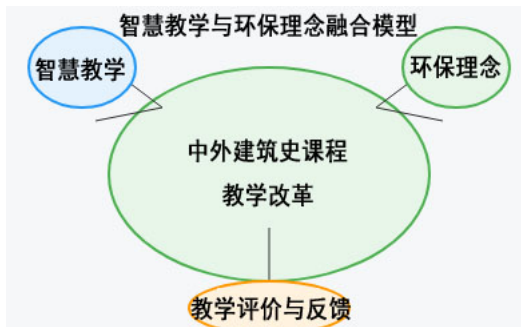 智慧教学与环保理念融合模型
智慧教学
环保理念
中外建筑史课程
教学改革
教学评价与反馈